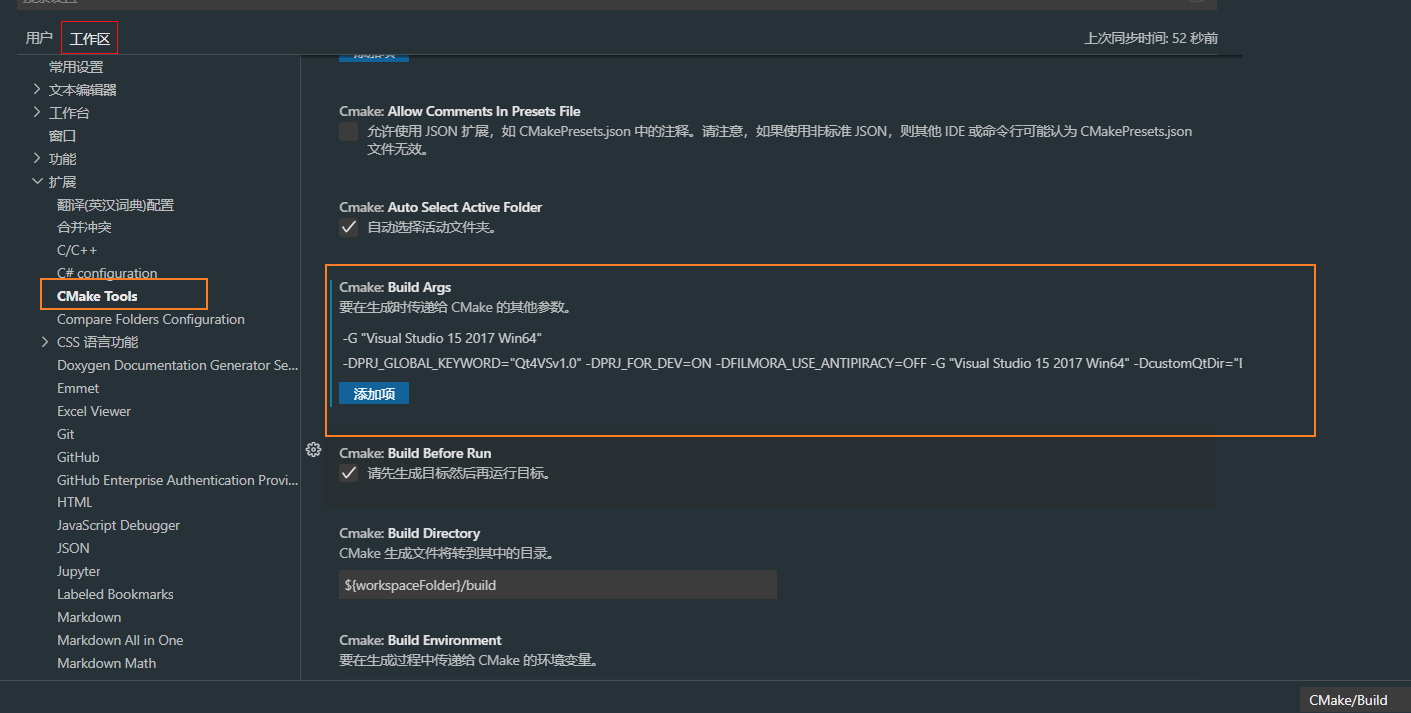 用户
工作区
上次同步时间: 52 秒前
常用设置
文本编辑器
工作台
窗口
功能
扩展
翻译(英汉词典)配置
合并冲突
C/C++
C# configuration
CMake Tools
Compare Folders Configuration
CSS 语言功能
Doxygen Documentation Generator Se...
Emmet
Excel Viewer
Git
GitHub
GitHub Enterprise Authentication Provi...
HTML
JavaScript Debugger
JSON
Jupyter
Labeled Bookmarks
Markdown
Markdown All in One
Markdown Math
Cmake: Allow Comments In Presets File
允许使用 JSON 扩展，如 CMakePresets.json 中的注释。请注意，如果使用非标准 JSON，则其他 IDE 或命令行可能认为 CMakePresets.json
文件无效。
Cmake: Auto Select Active Folder
自动选择活动文件夹。
Cmake: Build Args
要在生成时传递给 CMake 的其他参数。
-G "Visual Studio 15 2017 Win64"
-DPRJ_GLOBAL_KEYWORD="Qt4VSv1.0" -DPRJ_FOR_DEV=ON -DFILMORA_USE_ANTIPIRACY=OFF -G "Visual Studio 15 2017 Win64" -DcustomQtDir="
添加项
Cmake: Build Before Run
请先生成目标然后再运行目标。
Cmake: Build Directory
CMake 生成文件将转到其中的目录。
${workspaceFolder}/build
Cmake: Build Environment
要在生成过程中传递给 CMake 的环境变量。
CMake/Build